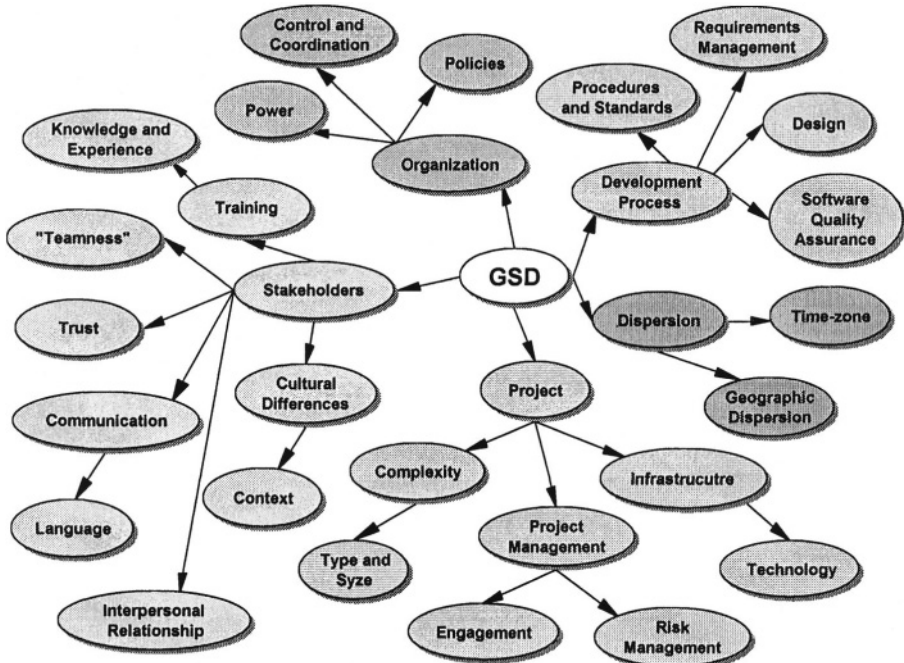 Control and
Coordination
Policies
Power
Organization
Requirements
Management
Procedures
and Standards
Design
Development
Process
Software
Quality
Assurance
Knowledge and
Experience
Training
"Teamness"
Stakeholders
GSD
Trust
Dispersion
Time-zone
Cultural
Differences
Project
Geographic
Dispersion
Communication
Complexity
Infrastrucutre
Context
Language
Project
Management
Type and
Syze
Technology
Interpersonal
Relationship
Engagement
Risk
Management